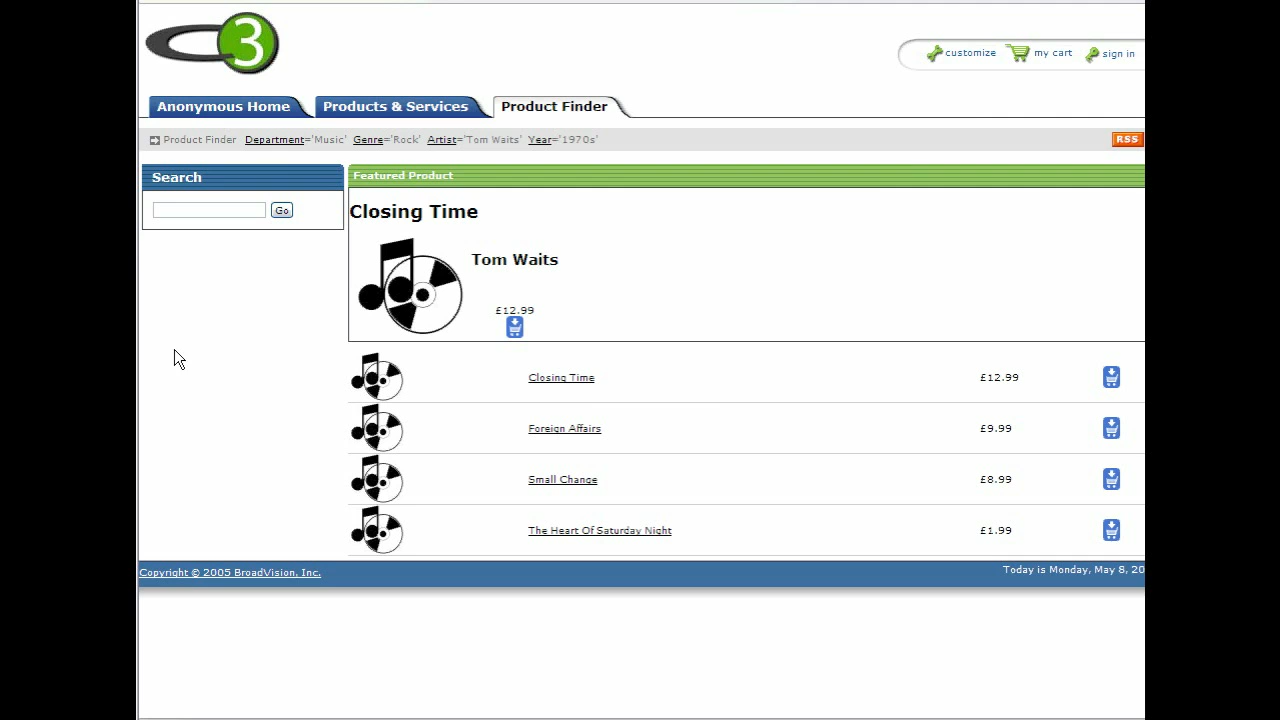 3
customize my cart sign in
Anonymous Home Products & Services Product Finder
Product Finder Department='Music' Genre='Rock' Artist='Tom Waits' Year='1970s' RSS
Search
Go
Featured Product
Closing Time
Tom Waits
£12.99
Closing Time £12.99
Foreign Affairs £9.99
Small Change £8.99
The Heart Of Saturday Night £1.99
Copyright © 2005 BroadVision, Inc. Today is Monday, May 8, 20